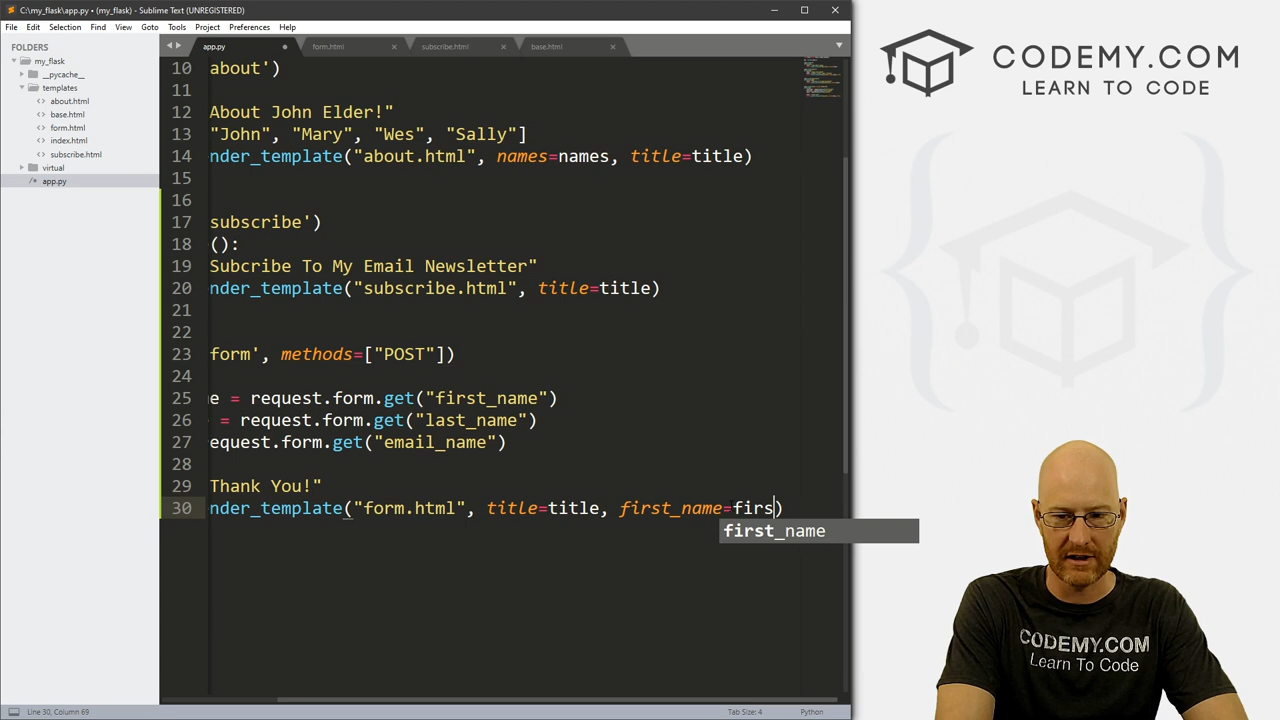 C:\my_flask\app.py • (my_flask) - Sublime Text (UNREGISTERED)
File Edit Selection Find View Goto Tools Project Preferences Help
FOLDERS
my_flask
__pycache__
templates
about.html
base.html
form.html
index.html
subscribe.html
virtual
app.py
app.py form.html subscribe.html base.html
10 about')
11
12 About John Elder!"
13 "John", "Mary", "Wes", "Sally"]
14 nder_template("about.html", names=names, title=title)
15
16
17 subscribe')
18 ():
19 Subcribe To My Email Newsletter"
20 nder_template("subscribe.html", title=title)
21
22
23 form', methods=["POST"])
24
25 e = request.form.get("first_name")
26 = request.form.get("last_name")
27 request.form.get("email_name")
28
29 Thank You!"
30 nder_template("form.html", title=title, first_name=firs)
first_name
Line 30, Column 69
Tab Size: 4
Python
CODEMY.COM
LEARN TO CODE
CODEMY.COM
Learn To Code